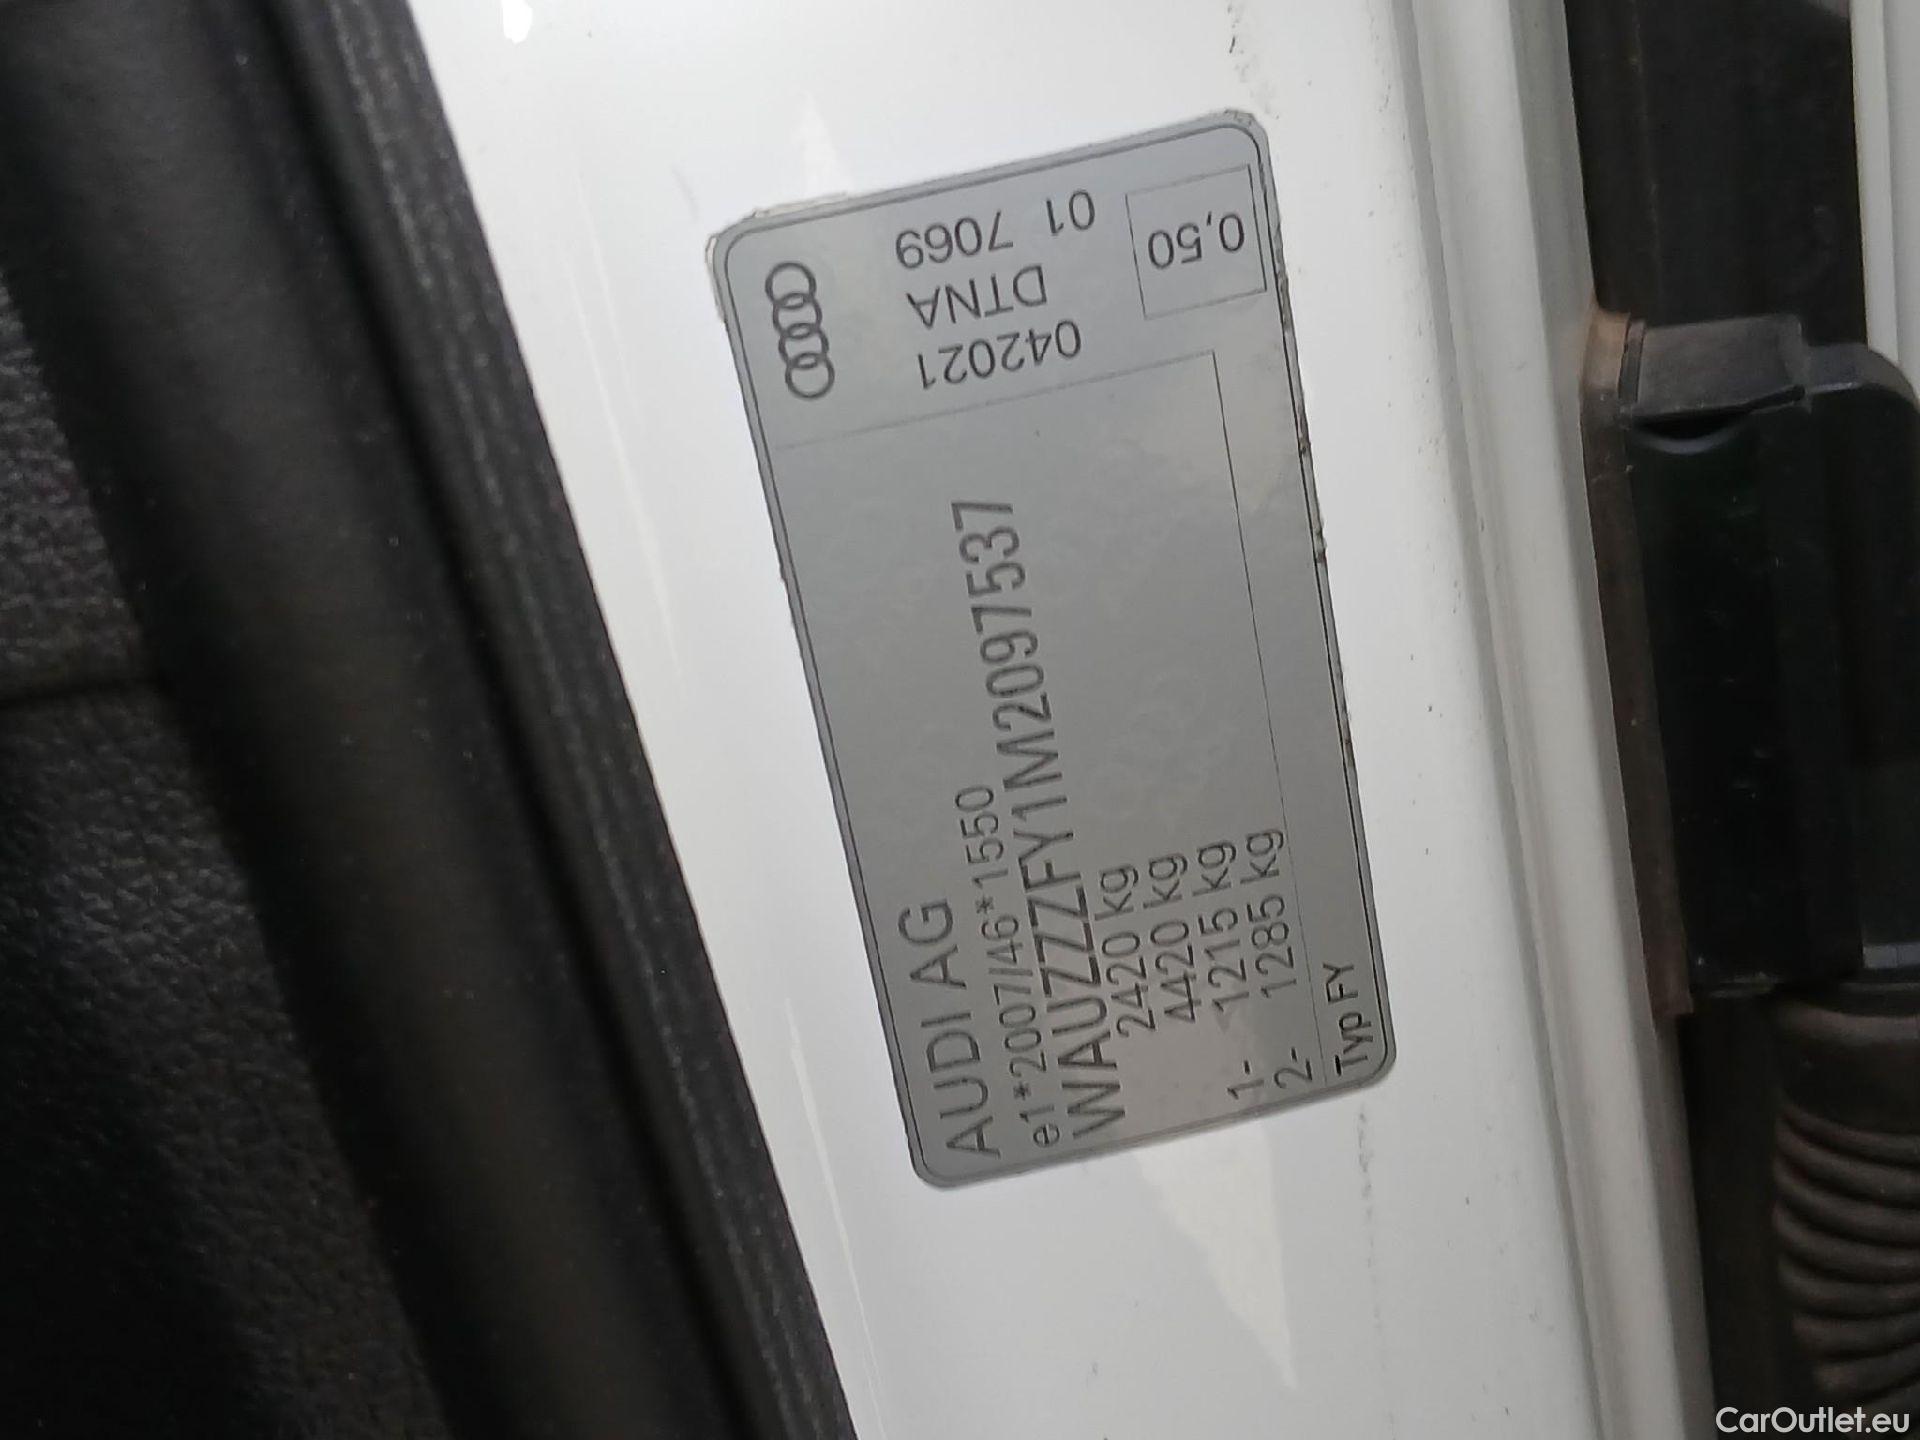 AUDI AG
e1*2007/46*1550
WAUZZZFY1M2097537
2420 kg
4420 kg
1- 1215 kg
2- 1285 kg
Typ FY
042021
DTNA
01 7069
0,50
CarOutlet.eu